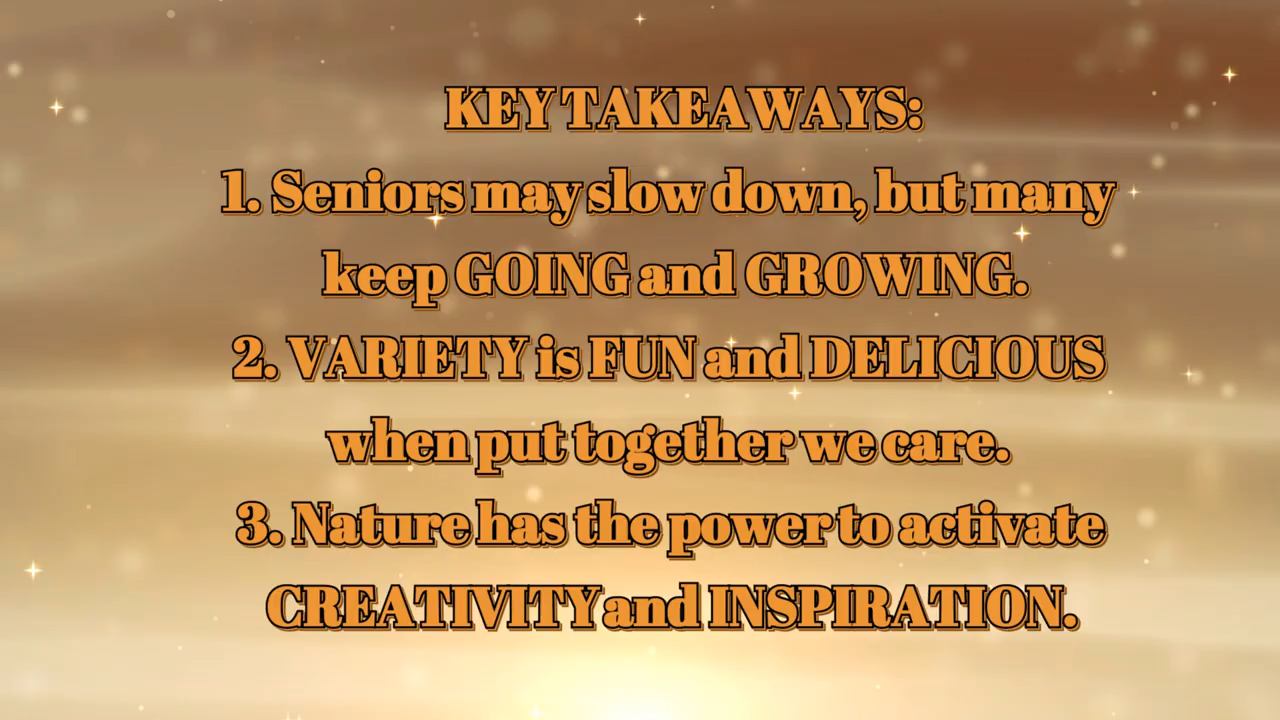 KEY TAKEAWAYS:
1. Seniors may slow down, but many
keep GOING and GROWING.
2. VARIETY is FUN and DELICIOUS
when put together we care.
3. Nature has the power to activate
CREATIVITY and INSPIRATION.